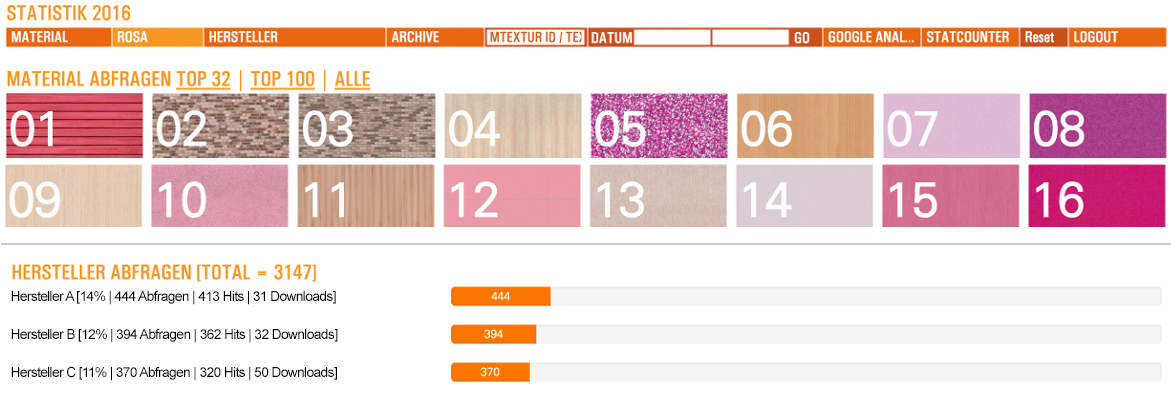 STATISTIK 2016
MATERIAL ROSA HERSTELLER ARCHIVE MTEXTUR ID / TEX DATUM GO GOOGLE ANAL... STATCOUNTER Reset LOGOUT
MATERIAL ABFRAGEN TOP 32 | TOP 100 | ALLE
01 02 03 04 05 06 07 08
09 10 11 12 13 14 15 16
HERSTELLER ABFRAGEN [TOTAL = 3147]
Hersteller A [14% | 444 Abfragen | 413 Hits | 31 Downloads] 444
Hersteller B [12% | 394 Abfragen | 362 Hits | 32 Downloads] 394
Hersteller C [11% | 370 Abfragen | 320 Hits | 50 Downloads] 370